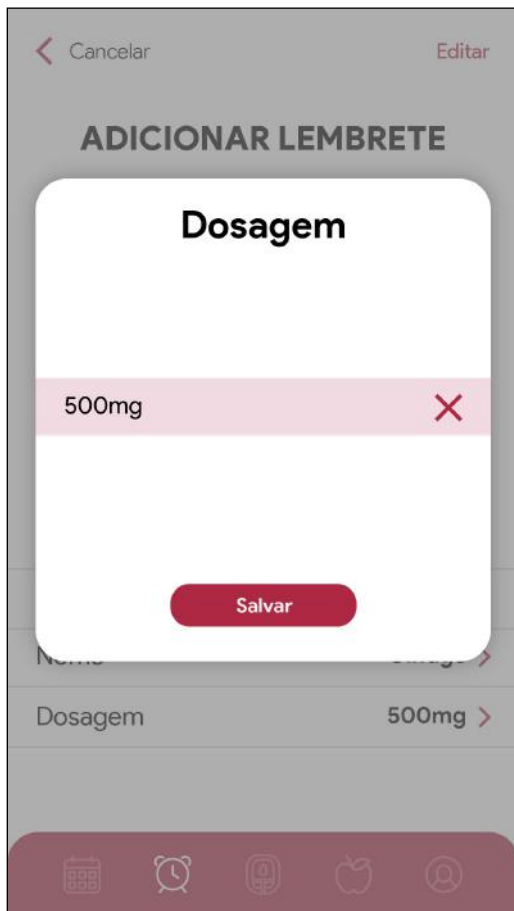 Cancelar Editar
ADICIONAR LEMBRETE
Dosagem
500mg
Salvar
Dosagem 500mg